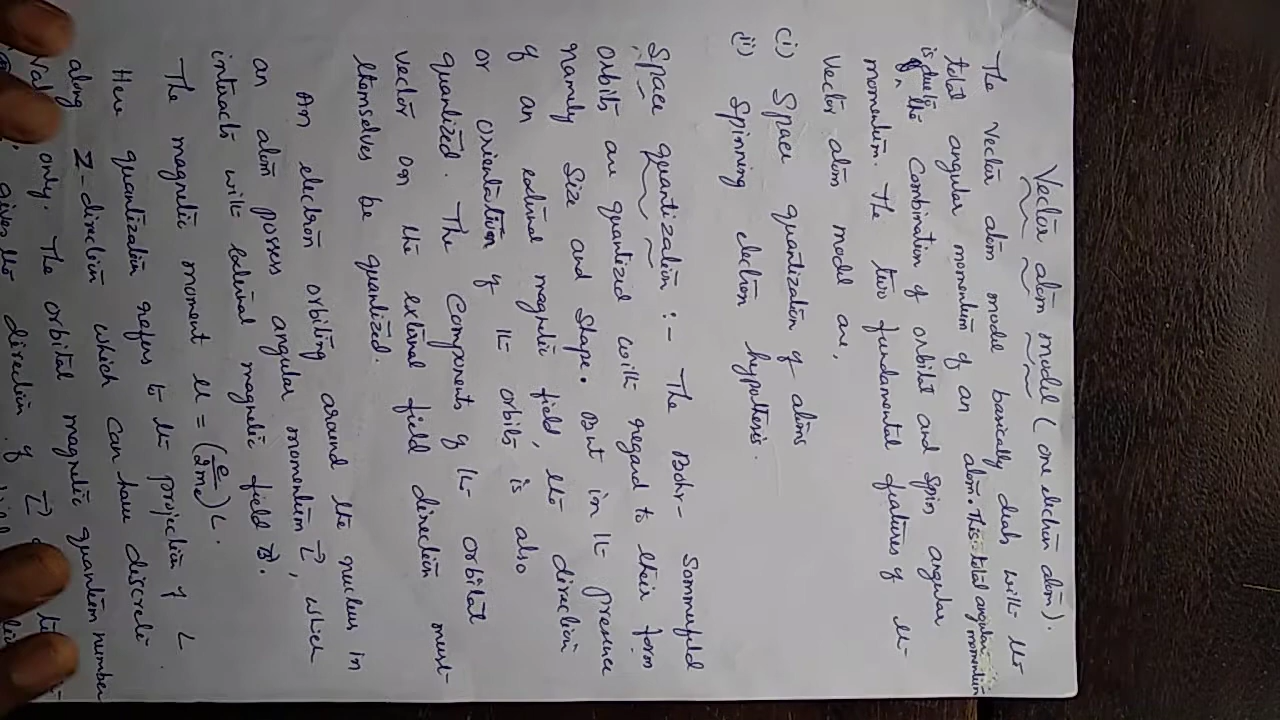 Vector atom model (one electron atom).
The Vector atom model basically deals with the
total angular momentum of an atom. This total angular momentum
is due to the combination of orbital and spin angular
momentum. The two fundamental features of the
Vector atom model are,
(i) Space quantization of atoms
(ii) Spinning electron hypothesis.
Space quantization :- The Bohr- Sommerfeld
orbits are quantized with regard to their form
namely Size and Shape. But in the presence
of an external magnetic field, the direction
or orientation of the orbits is also
quantized. The components of the orbital
vector on the external field direction must
themselves be quantized.
An electron orbiting around the nucleus in
an atom posses angular momentum L⃗, which
interacts with external magnetic field B.
The magnetic moment μ = (e/2me) L.
Here quantization refers to the projection of L
along Z-direction which can have discrete
only. The orbital magnetic quantum number
gives the direction of L⃗